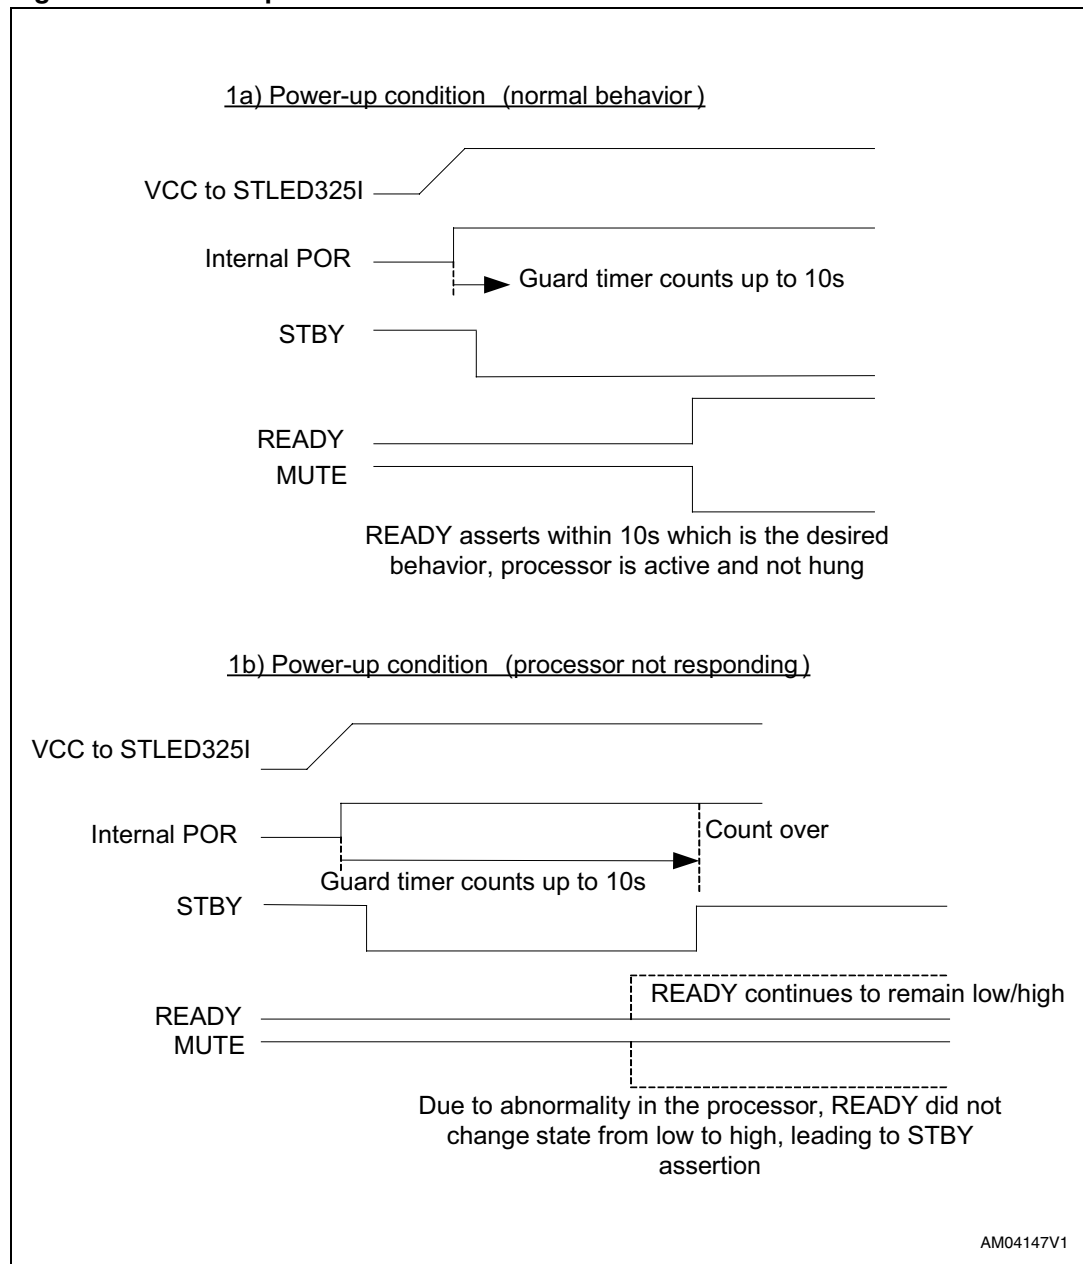 1a) Power-up condition (normal behavior)
VCC to STLED325I
Internal POR
Guard timer counts up to 10s
STBY
READY
MUTE
READY asserts within 10s which is the desired
behavior, processor is active and not hung
1b) Power-up condition (processor not responding)
VCC to STLED325I
Internal POR
Count over
Guard timer counts up to 10s
STBY
READY continues to remain low/high
READY
MUTE
Due to abnormality in the processor, READY did not
change state from low to high, leading to STBY
assertion
AM04147V1